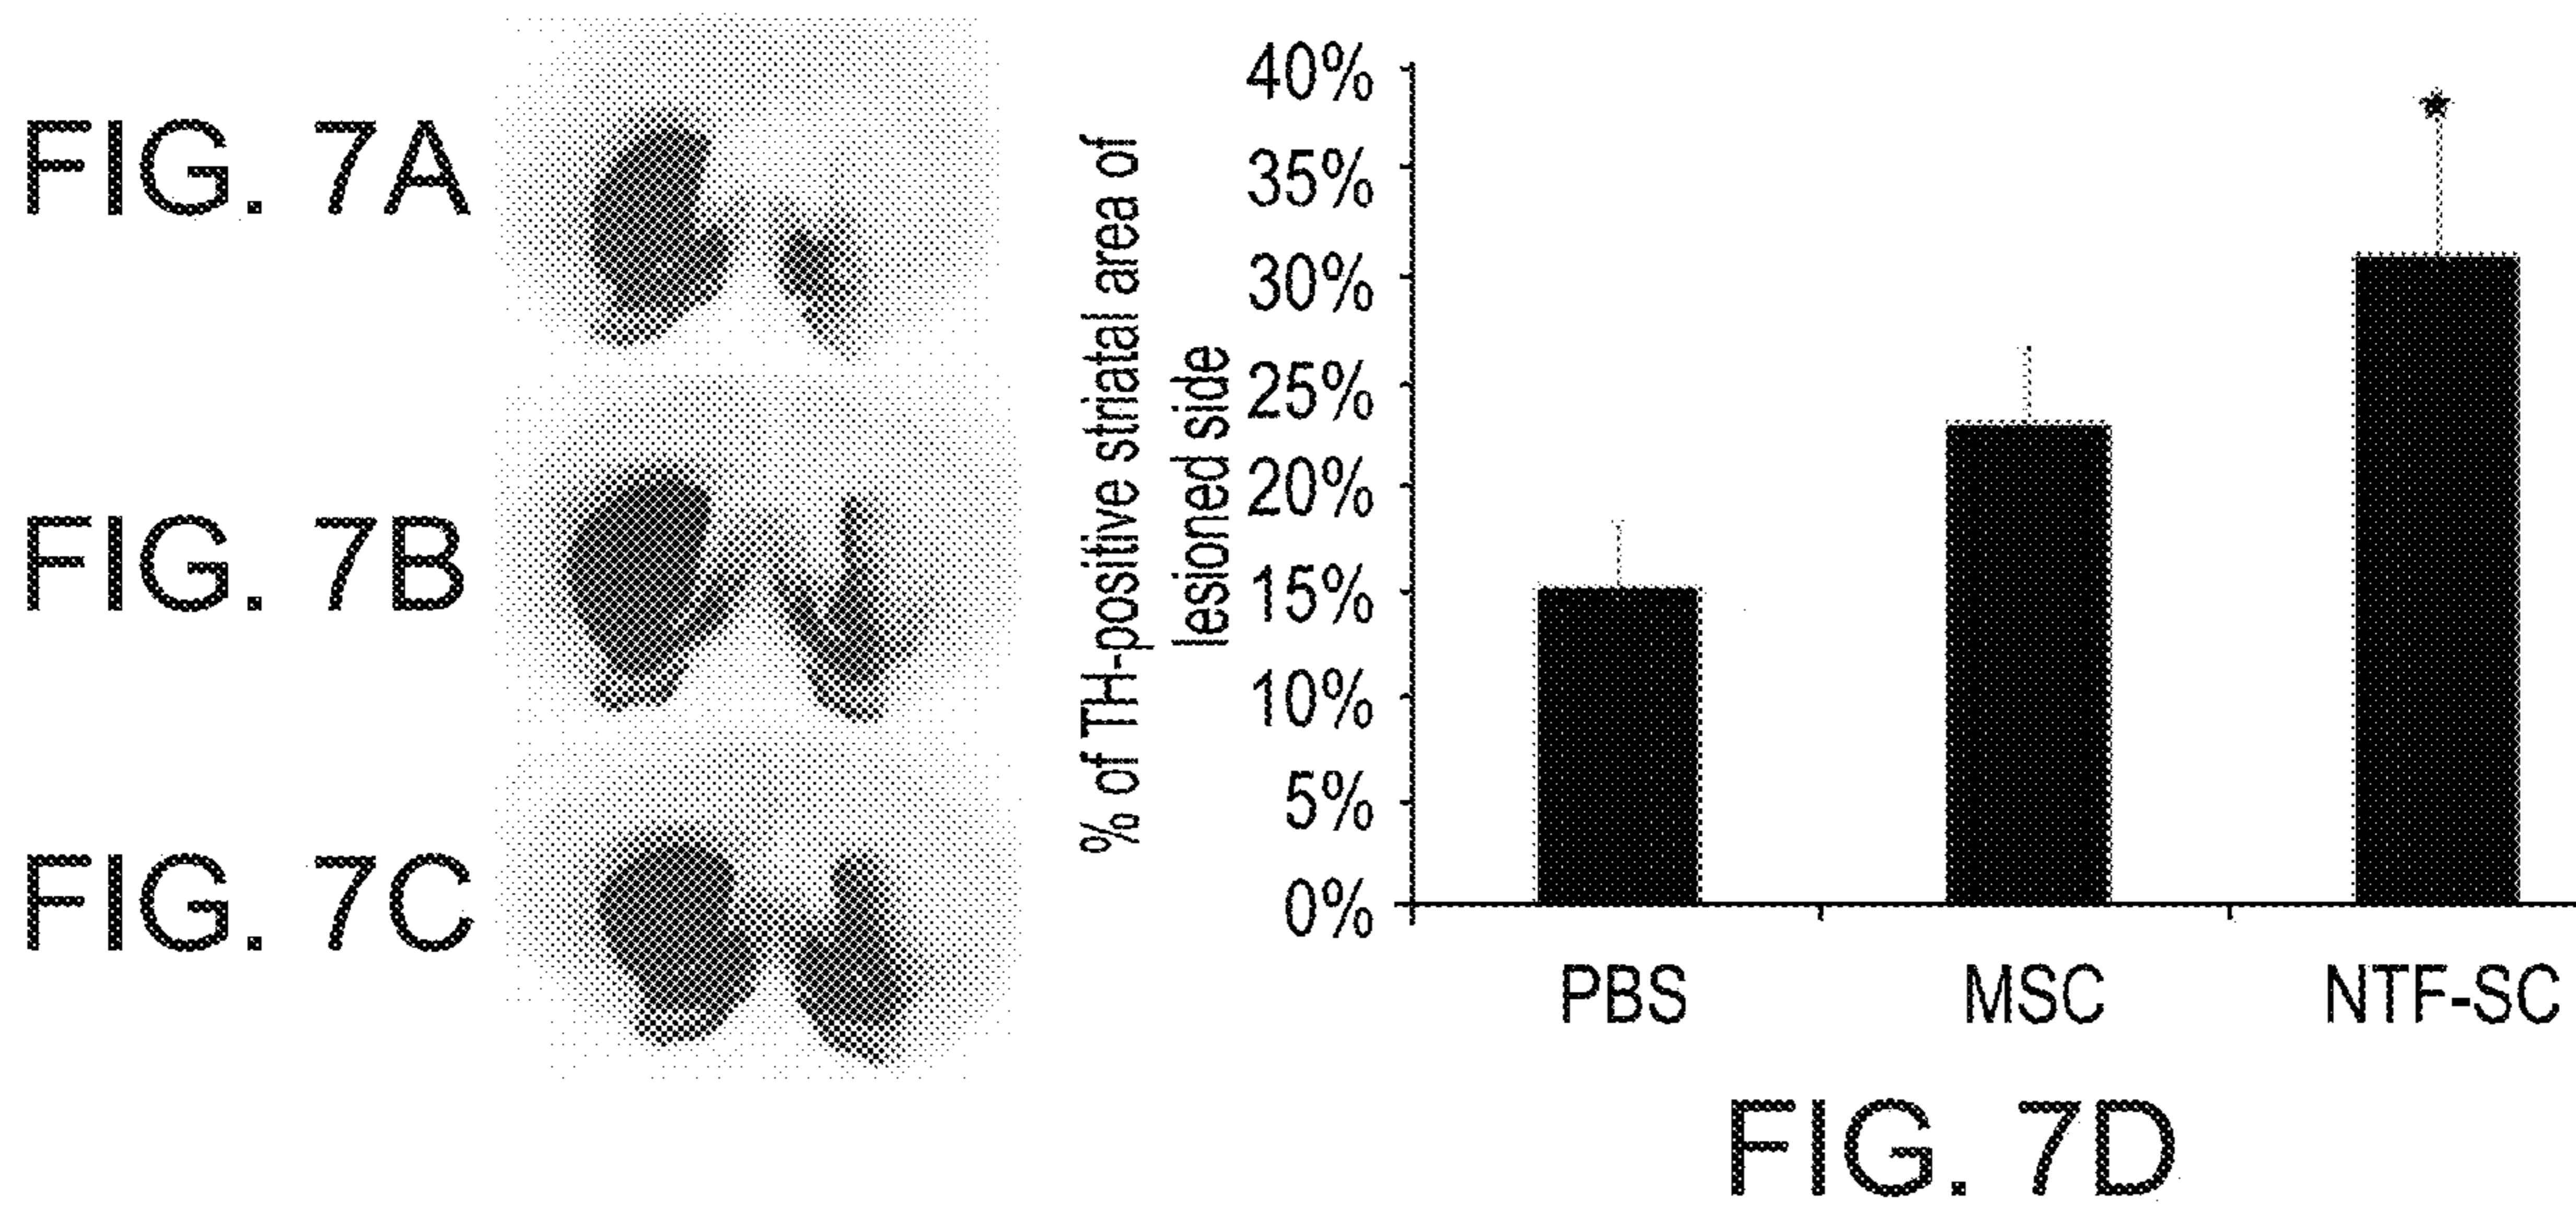 FIG. 7A
FIG. 7B
FIG. 7C
% of TH-positive striatal area of
lesioned side
40%
35%
30%
25%
20%
15%
10%
5%
0%
*
PBS MSC NTF-SC
FIG. 7D